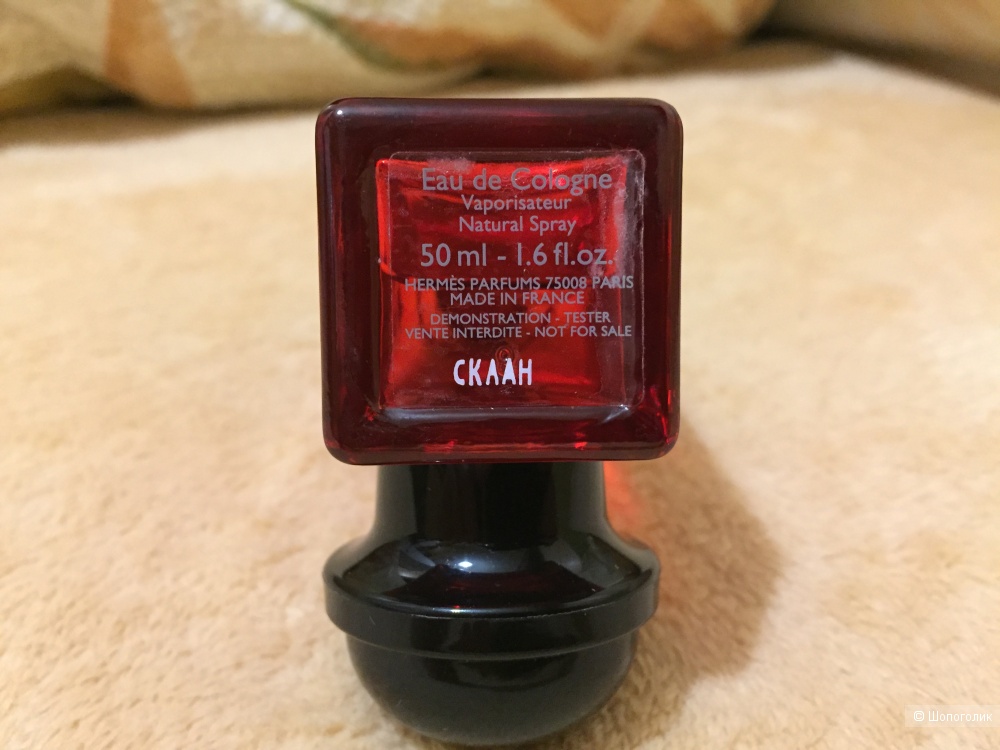 Eau de Cologne
Vaporisateur
Natural Spray
50 ml - 1.6 fl.oz.
HERMÈS PARFUMS 75008 PARIS
MADE IN FRANCE
DEMONSTRATION - TESTER
VENTE INTERDITE - NOT FOR SALE
СКЛАН
© Шопоголик